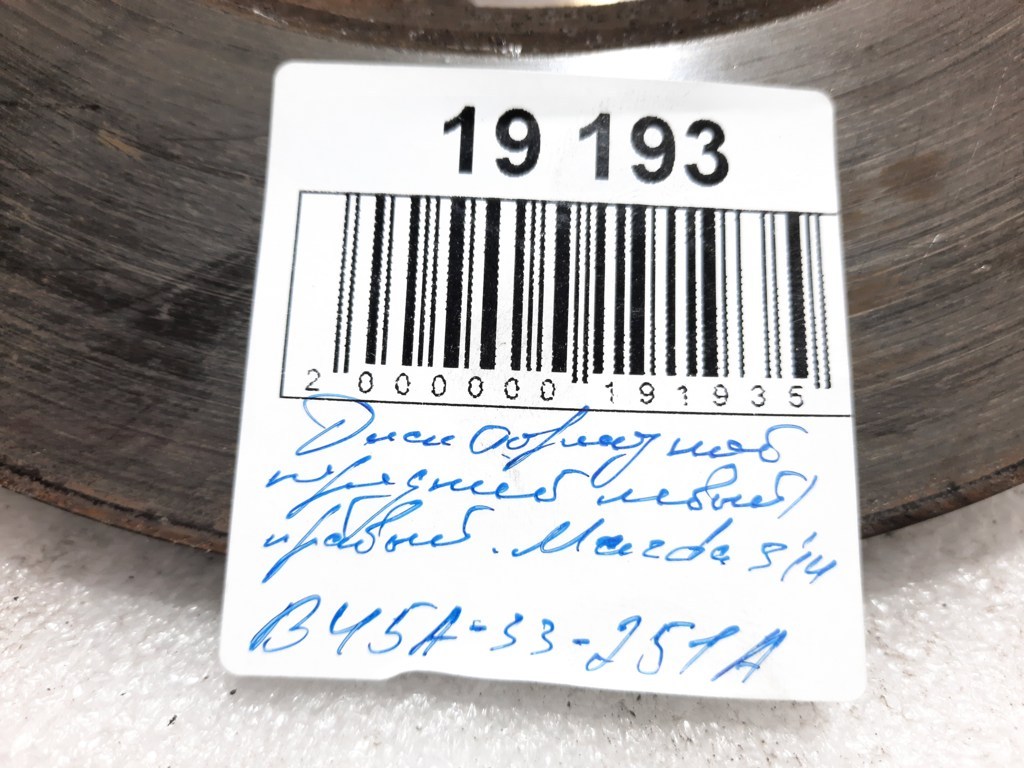 19 193
2 000000 191935
Диск тормозной
передний левый/
правый. Mazda 3/14
B45A-33-251A